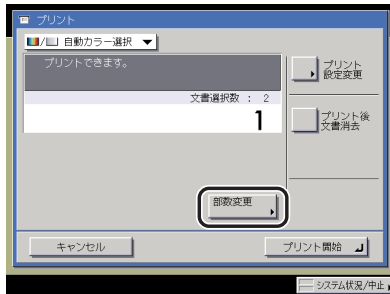 プリント
自動カラー選択
プリントできます。
文書選択数 : 2
1
プリント
設定変更
プリント後
文書消去
部数変更
キャンセル
プリント開始
システム状況/中止